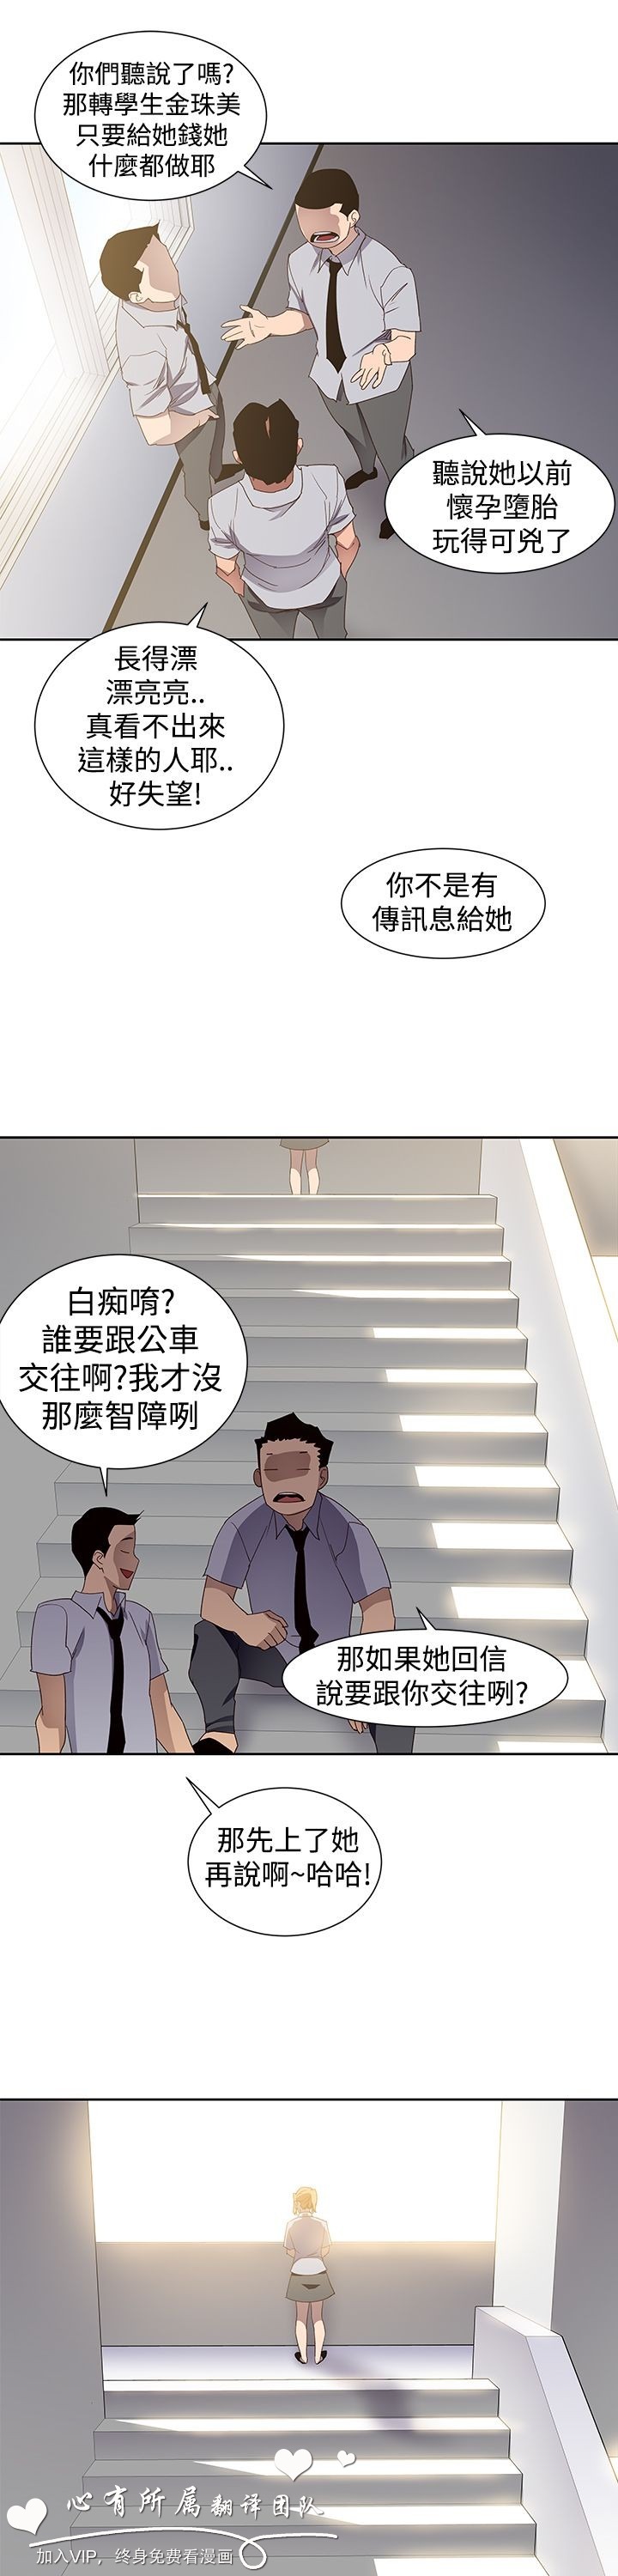 你們聽說了嗎?
那轉學生金珠美
只要給她錢她
什麼都做耶
聽說她以前
懷孕墮胎
玩得可兇了
長得漂
漂亮亮..
真看不出來
這樣的人耶..
好失望!
你不是有
傳訊息給她
白痴唷?
誰要跟公車
交往啊?我才沒
那麼智障咧
那如果她回信
說要跟你交往咧?
那先上了她
再說啊~哈哈!
心有所属翻译团队
加入VIP，终身免费看漫画